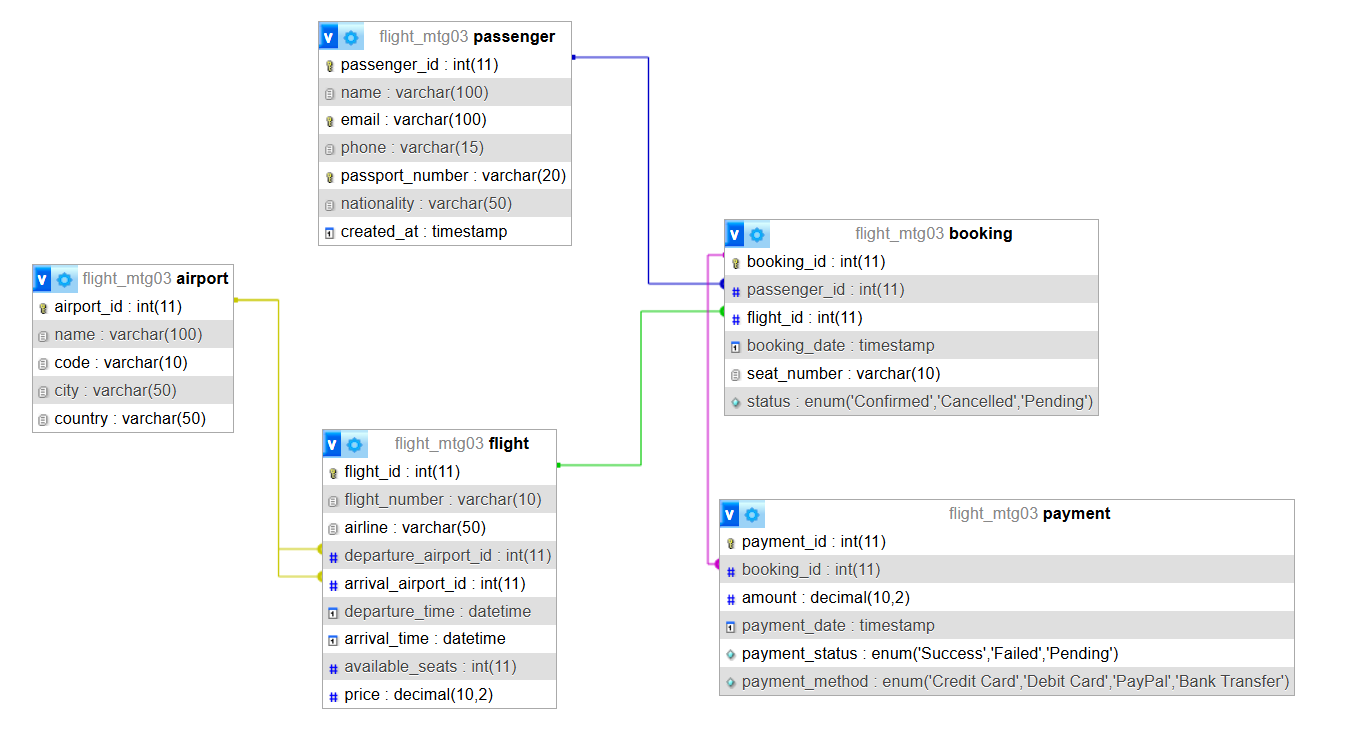 flight_mtg03 passenger
passenger_id : int(11)
name : varchar(100)
email : varchar(100)
phone : varchar(15)
passport_number : varchar(20)
nationality : varchar(50)
created_at : timestamp
flight_mtg03 airport
airport_id : int(11)
name : varchar(100)
code : varchar(10)
city : varchar(50)
country : varchar(50)
flight_mtg03 flight
flight_id : int(11)
flight_number : varchar(10)
airline : varchar(50)
departure_airport_id : int(11)
arrival_airport_id : int(11)
departure_time : datetime
arrival_time : datetime
available_seats : int(11)
price : decimal(10,2)
flight_mtg03 booking
booking_id : int(11)
passenger_id : int(11)
flight_id : int(11)
booking_date : timestamp
seat_number : varchar(10)
status : enum('Confirmed','Cancelled','Pending')
flight_mtg03 payment
payment_id : int(11)
booking_id : int(11)
amount : decimal(10,2)
payment_date : timestamp
payment_status : enum('Success','Failed','Pending')
payment_method : enum('Credit Card','Debit Card','PayPal','Bank Transfer')